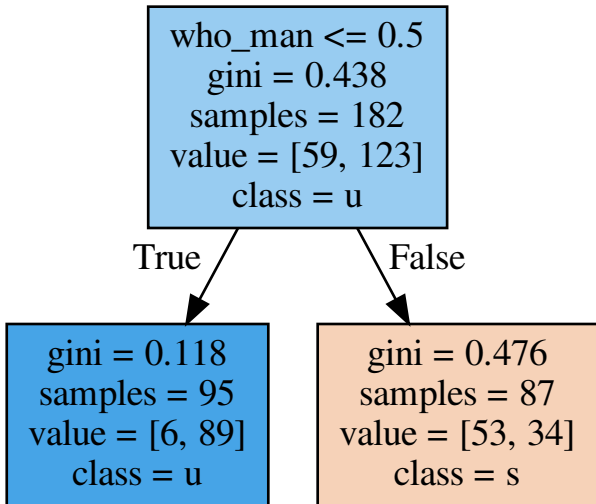 who_man <= 0.5
gini = 0.438
samples = 182
value = [59, 123]
class = u
True
False
gini = 0.118
samples = 95
value = [6, 89]
class = u
gini = 0.476
samples = 87
value = [53, 34]
class = s